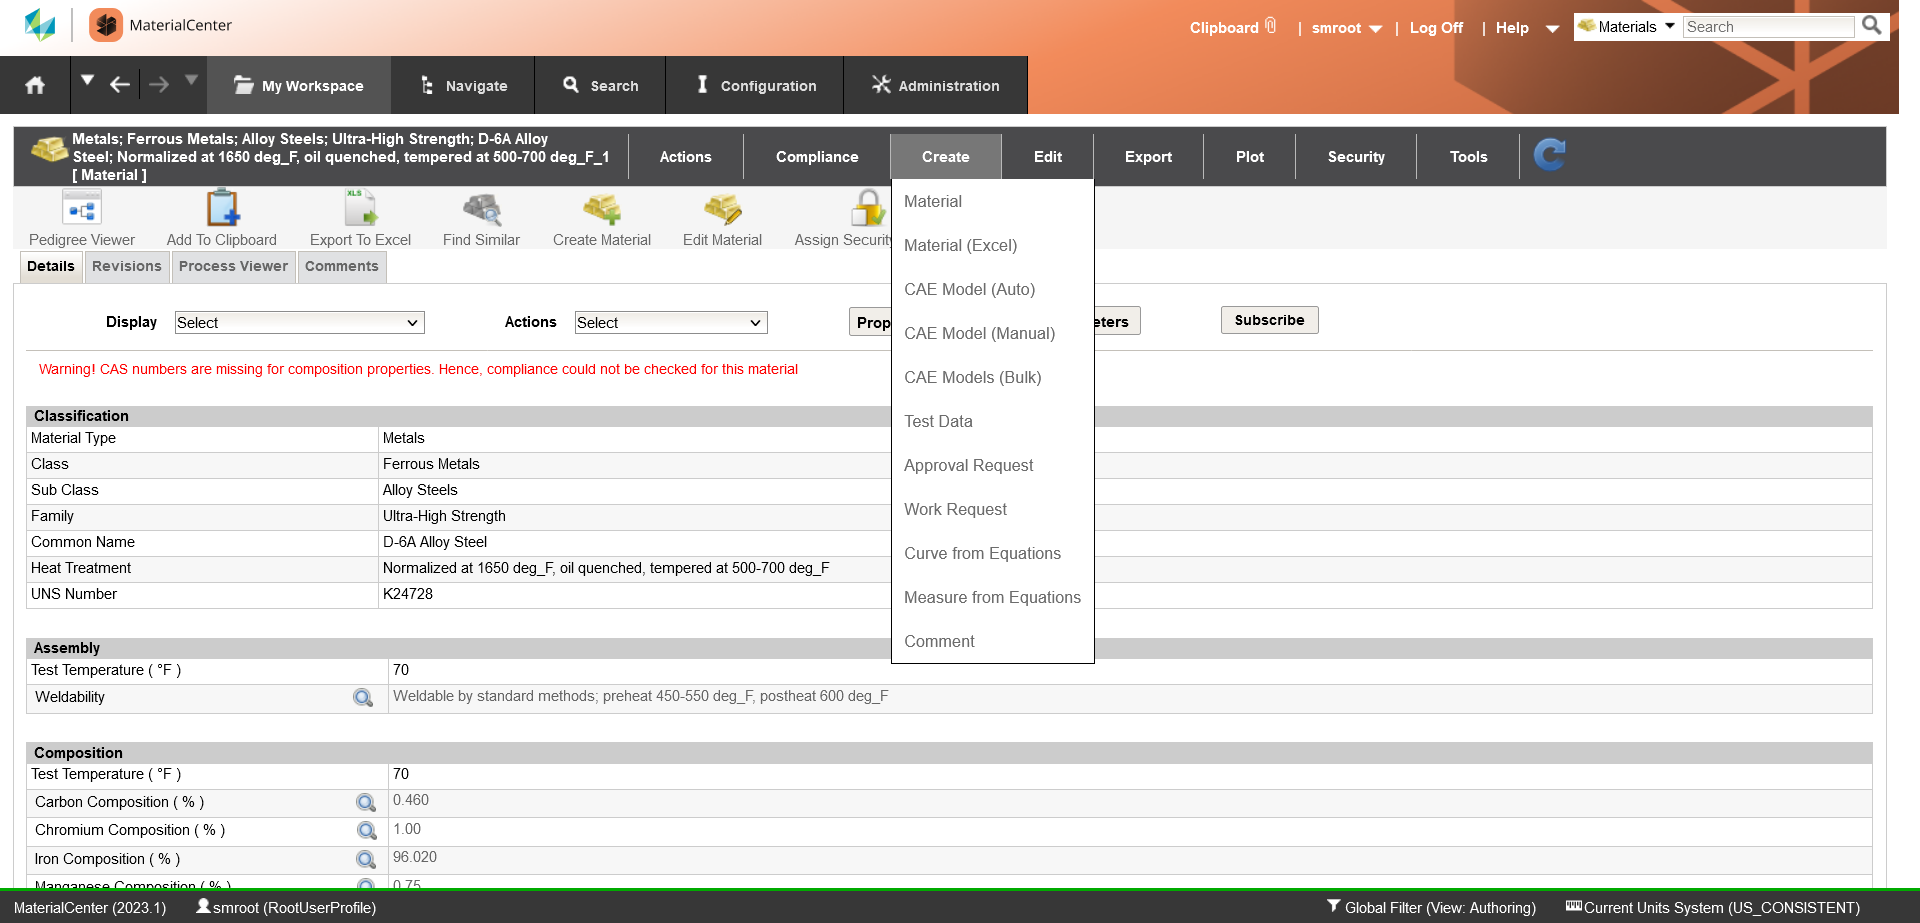 MaterialCenter
Clipboard | smroot | Log Off | Help Materials Search
My Workspace Navigate Search Configuration Administration
Metals; Ferrous Metals; Alloy Steels; Ultra-High Strength; D-6A Alloy
Steel; Normalized at 1650 deg_F, oil quenched, tempered at 500-700 deg_F_1
[ Material ]
Actions Compliance Create Edit Export Plot Security Tools
Pedigree Viewer Add To Clipboard Export To Excel Find Similar Create Material Edit Material Assign Security
Material
Material (Excel)
CAE Model (Auto)
CAE Model (Manual)
CAE Models (Bulk)
Test Data
Approval Request
Work Request
Curve from Equations
Measure from Equations
Comment
Details Revisions Process Viewer Comments
Display Select Actions Select Prop eters Subscribe
Warning! CAS numbers are missing for composition properties. Hence, compliance could not be checked for this material
Classification
Material Type Metals
Class Ferrous Metals
Sub Class Alloy Steels
Family Ultra-High Strength
Common Name D-6A Alloy Steel
Heat Treatment Normalized at 1650 deg_F, oil quenched, tempered at 500-700 deg_F
UNS Number K24728
Assembly
Test Temperature ( °F ) 70
Weldability Weldable by standard methods; preheat 450-550 deg_F, postheat 600 deg_F
Composition
Test Temperature ( °F ) 70
Carbon Composition ( % ) 0.460
Chromium Composition ( % ) 1.00
Iron Composition ( % ) 96.020
Manganese Composition ( % ) 0.75
MaterialCenter (2023.1) smroot (RootUserProfile) Global Filter (View: Authoring) Current Units System (US_CONSISTENT)